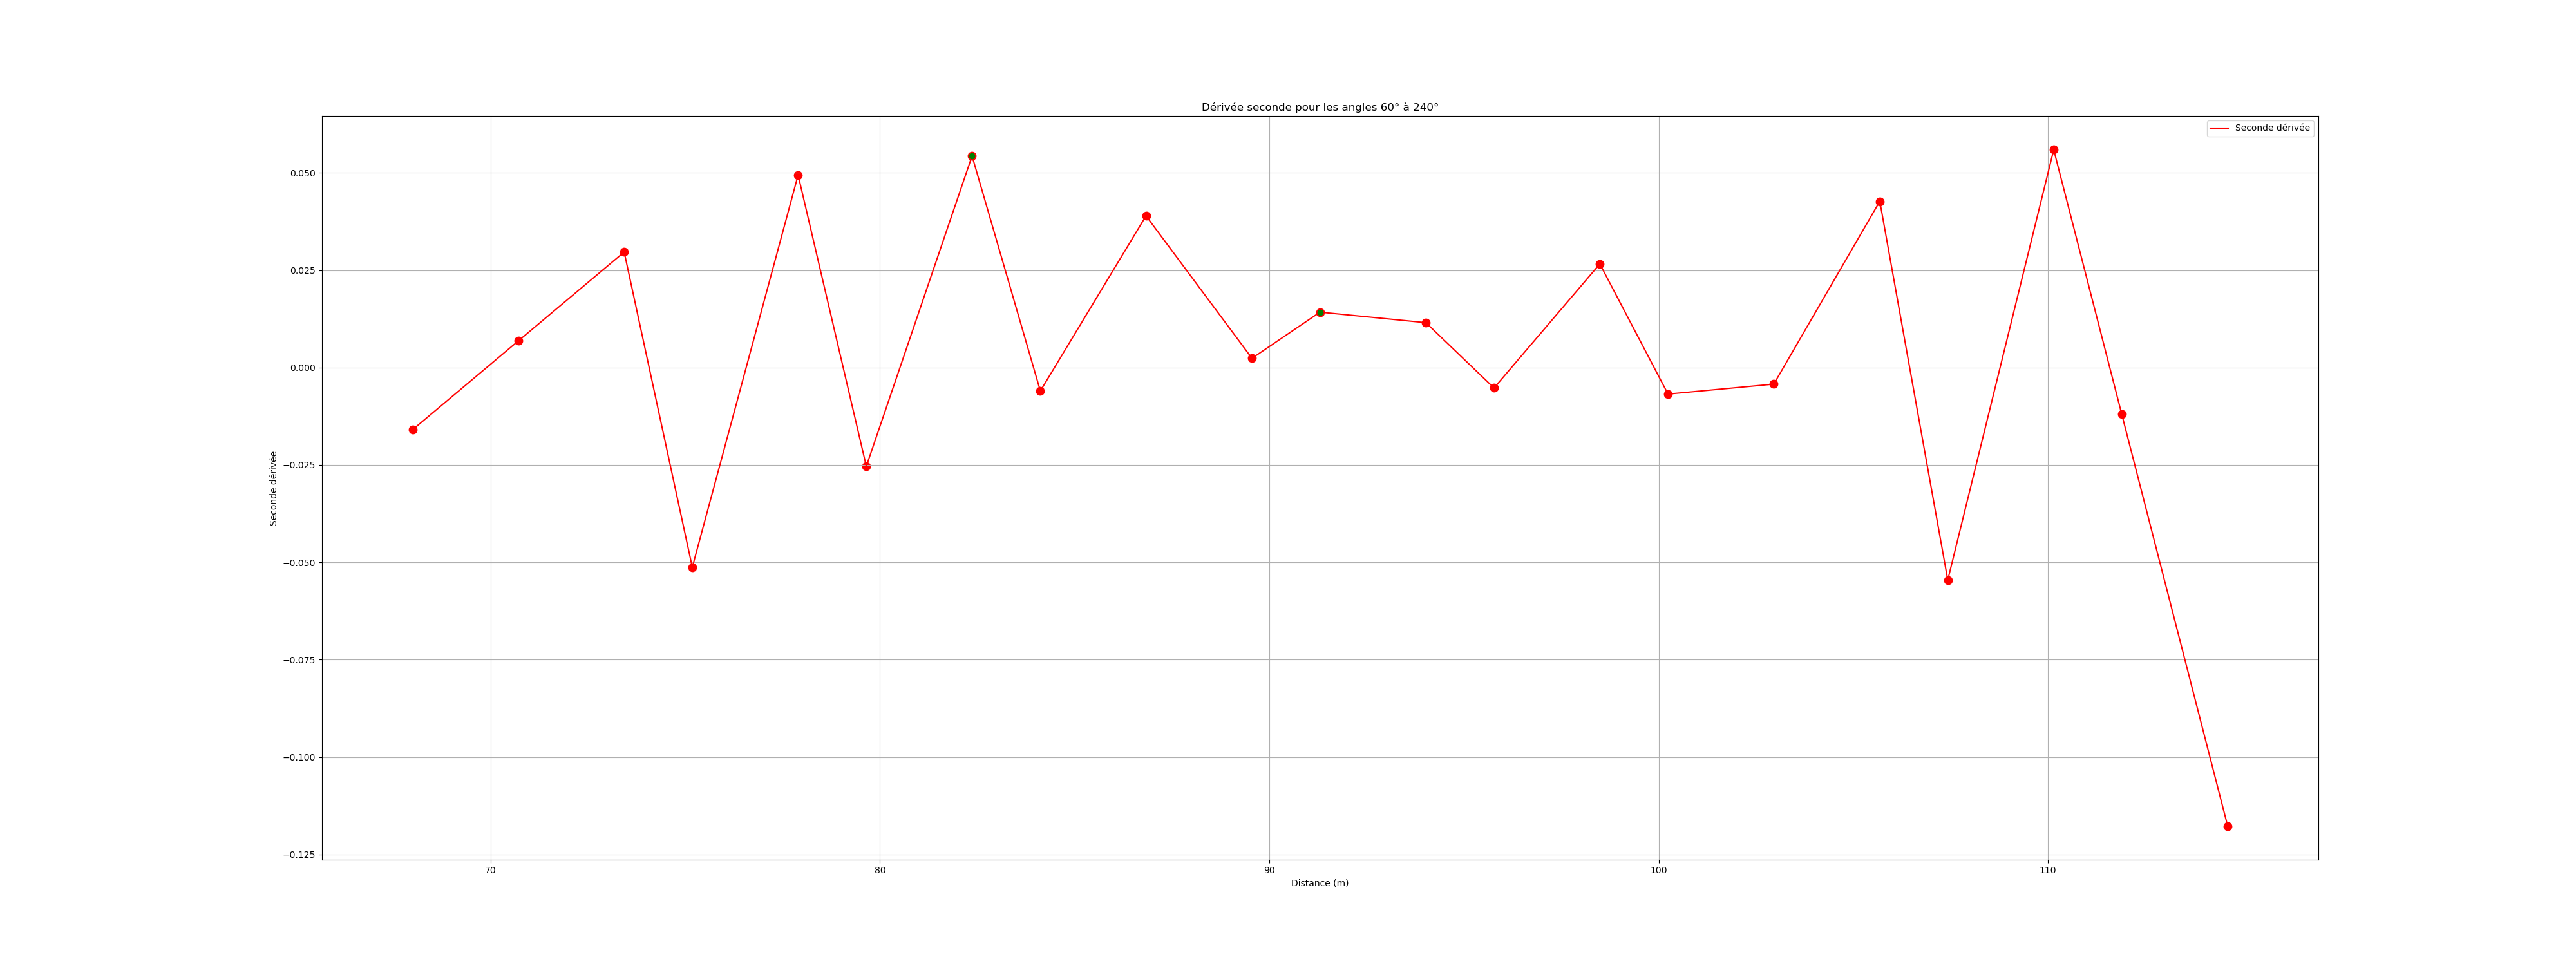 Dérivée seconde pour les angles 60° à 240°
Seconde dérivée
0.050
0.025
0.000
−0.025
−0.050
−0.075
−0.100
−0.125
Seconde dérivée
70 80 90 100 110
Distance (m)